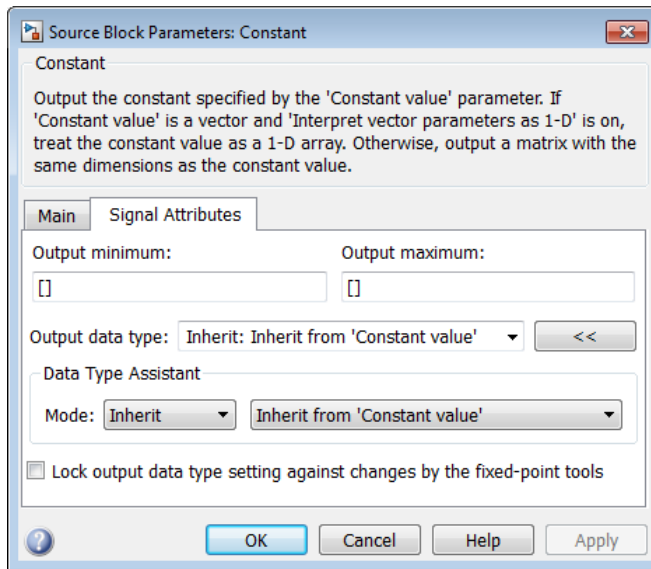 Source Block Parameters: Constant
Constant
Output the constant specified by the 'Constant value' parameter. If
'Constant value' is a vector and 'Interpret vector parameters as 1-D' is on,
treat the constant value as a 1-D array. Otherwise, output a matrix with the
same dimensions as the constant value.
Main Signal Attributes
Output minimum: Output maximum:
[] []
Output data type: Inherit: Inherit from 'Constant value' <<
Data Type Assistant
Mode: Inherit Inherit from 'Constant value'
Lock output data type setting against changes by the fixed-point tools
? OK Cancel Help Apply